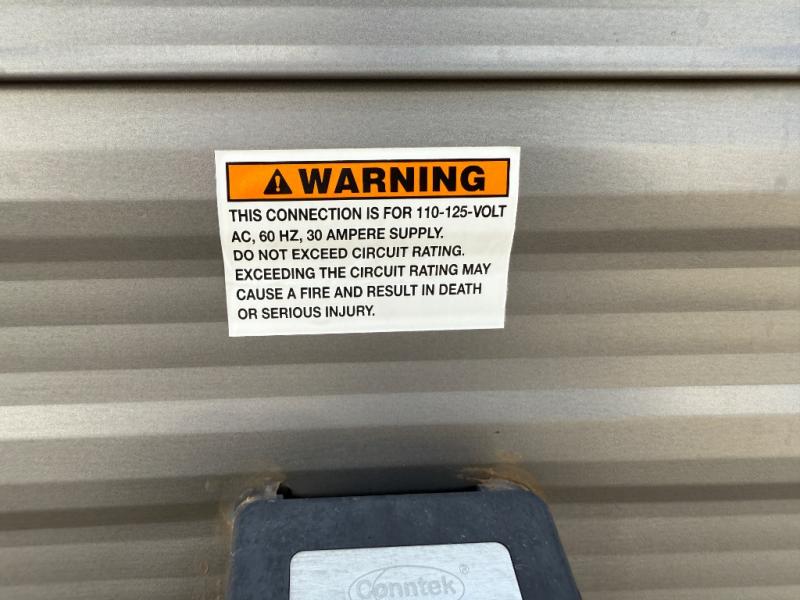 WARNING
THIS CONNECTION IS FOR 110-125-VOLT
AC, 60 HZ, 30 AMPERE SUPPLY.
DO NOT EXCEED CIRCUIT RATING.
EXCEEDING THE CIRCUIT RATING MAY
CAUSE A FIRE AND RESULT IN DEATH
OR SERIOUS INJURY.
Conntek®